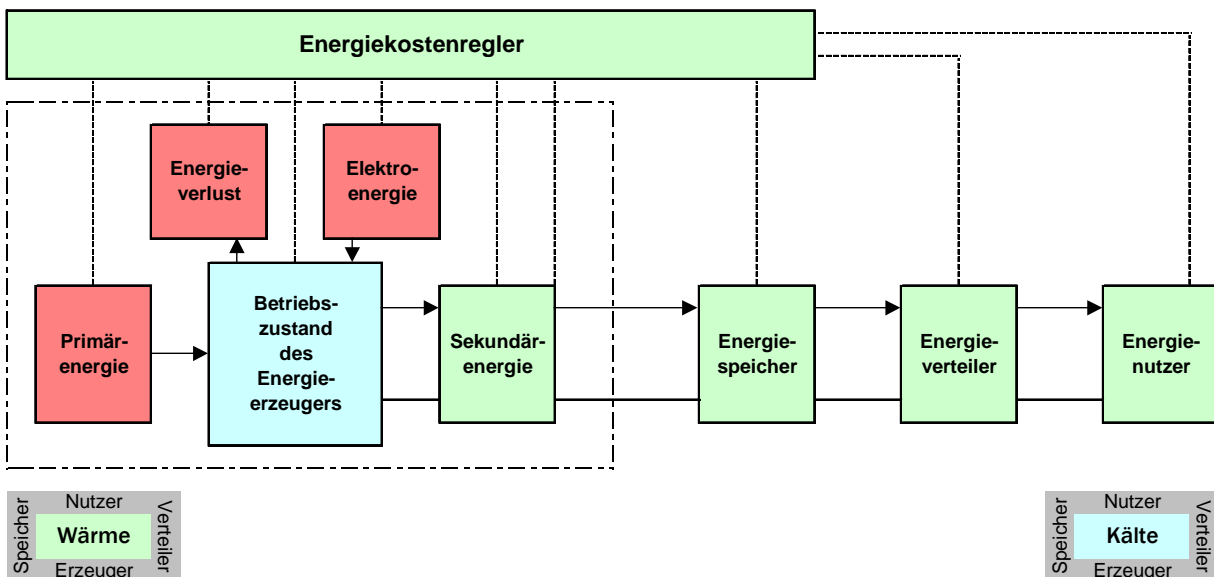 Energiekostenregler
Energie-
verlust
Elektro-
energie
Primär-
energie
Betriebs-
zustand
des
Energie-
erzeugers
Sekundär-
energie
Energie-
speicher
Energie-
verteiler
Energie-
nutzer
Nutzer
Speicher
Wärme
Verteiler
Erzeuger
Nutzer
Speicher
Kälte
Verteiler
Erzeuger